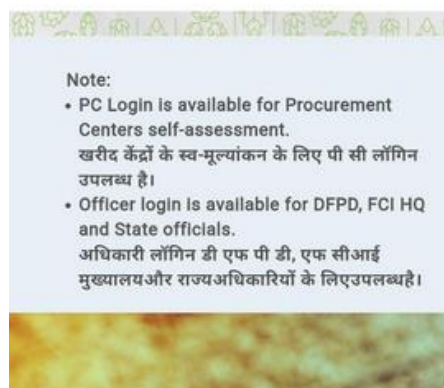 Note:
• PC Login is available for Procurement
Centers self-assessment.
खरीद केंद्रों के स्व-मूल्यांकन के लिए पी सी लॉगिन
उपलब्ध है।
• Officer login is available for DFPD, FCI HQ
and State officials.
अधिकारी लॉगिन डी एफ पी डी, एफ सीआई
मुख्यालयऔर राज्यअधिकारियों के लिएउपलब्धहै।